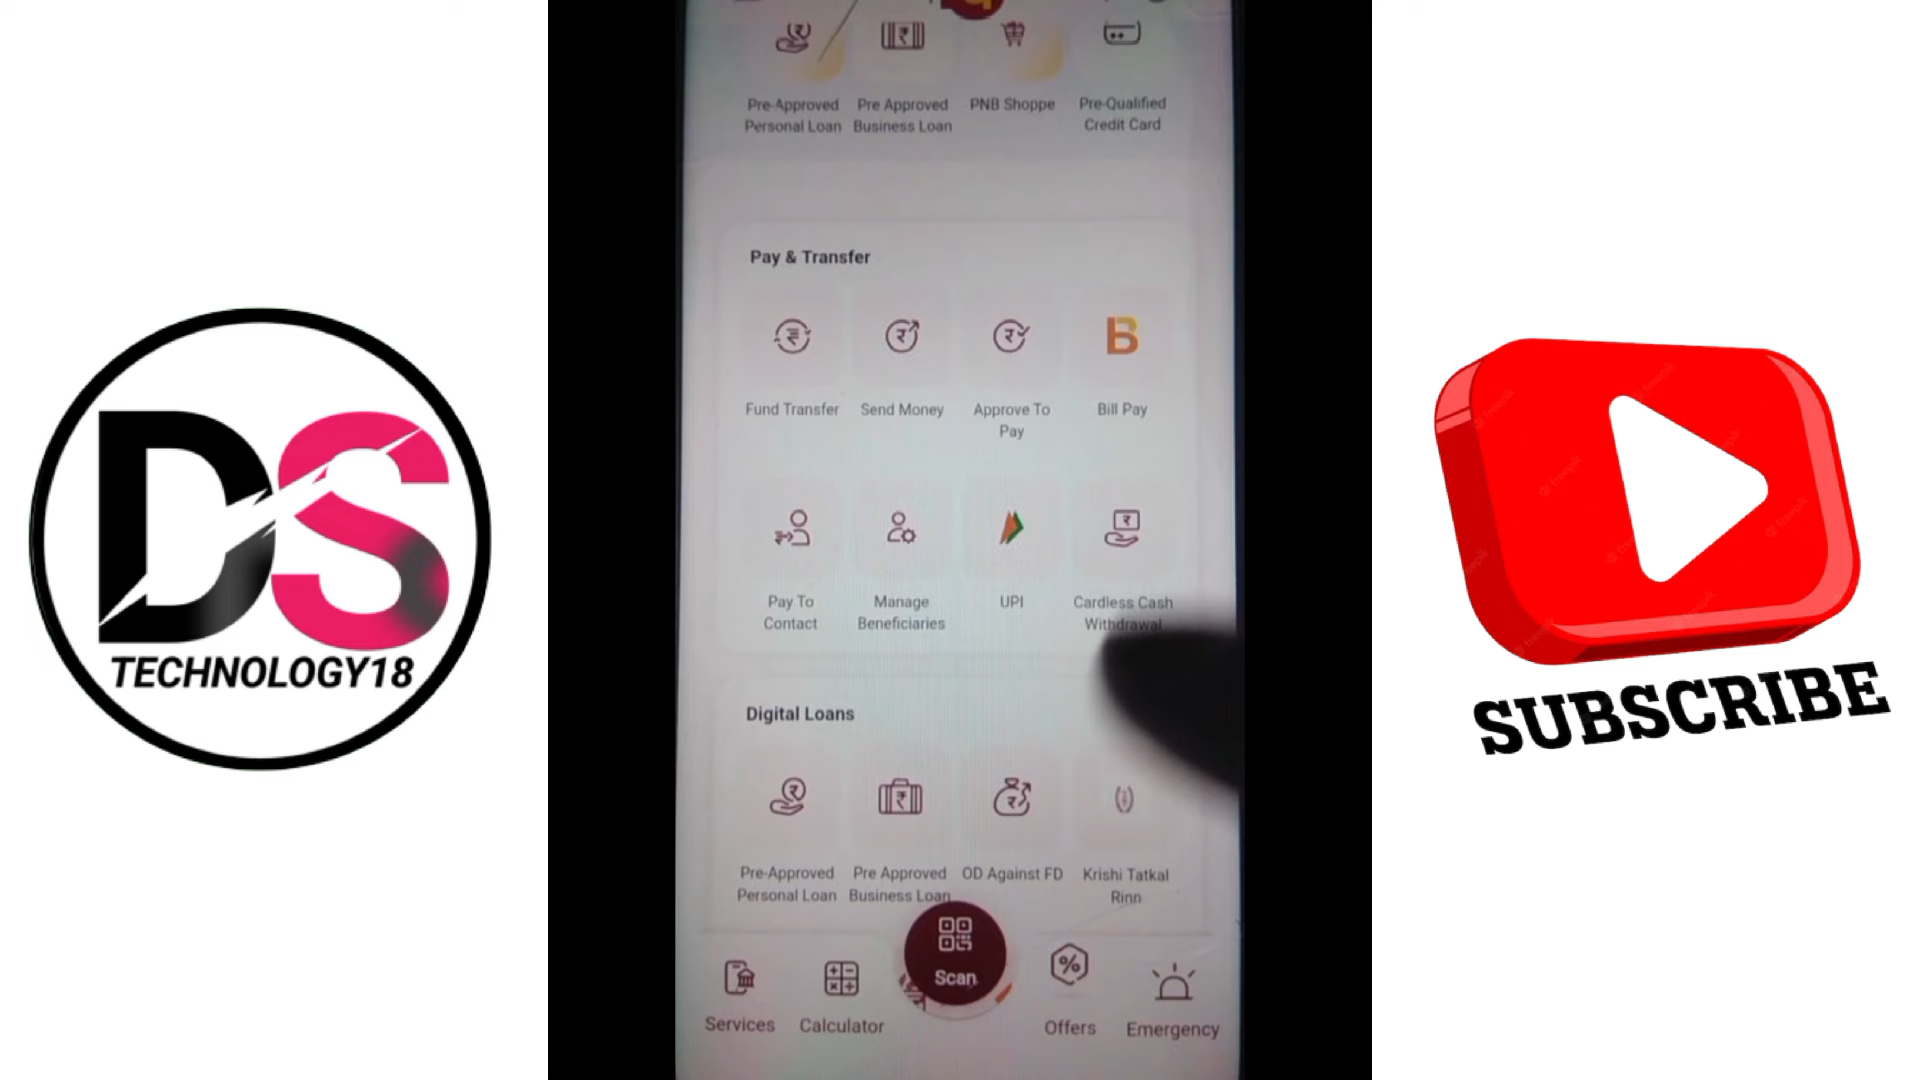 Pre-Approved
Personal Loan
Pre Approved
Business Loan
PNB Shoppe
Pre-Qualified
Credit Card
Pay & Transfer
Fund Transfer
Send Money
Approve To
Pay
Bill Pay
Pay To
Contact
Manage
Beneficiaries
UPI
Cardless Cash
Withdrawal
Digital Loans
Pre-Approved
Personal Loan
Pre Approved
Business Loan
OD Against FD
Krishi Tatkal
Rinn
Services
Calculator
Scan
Offers
Emergency
DS
TECHNOLOGY18
SUBSCRIBE